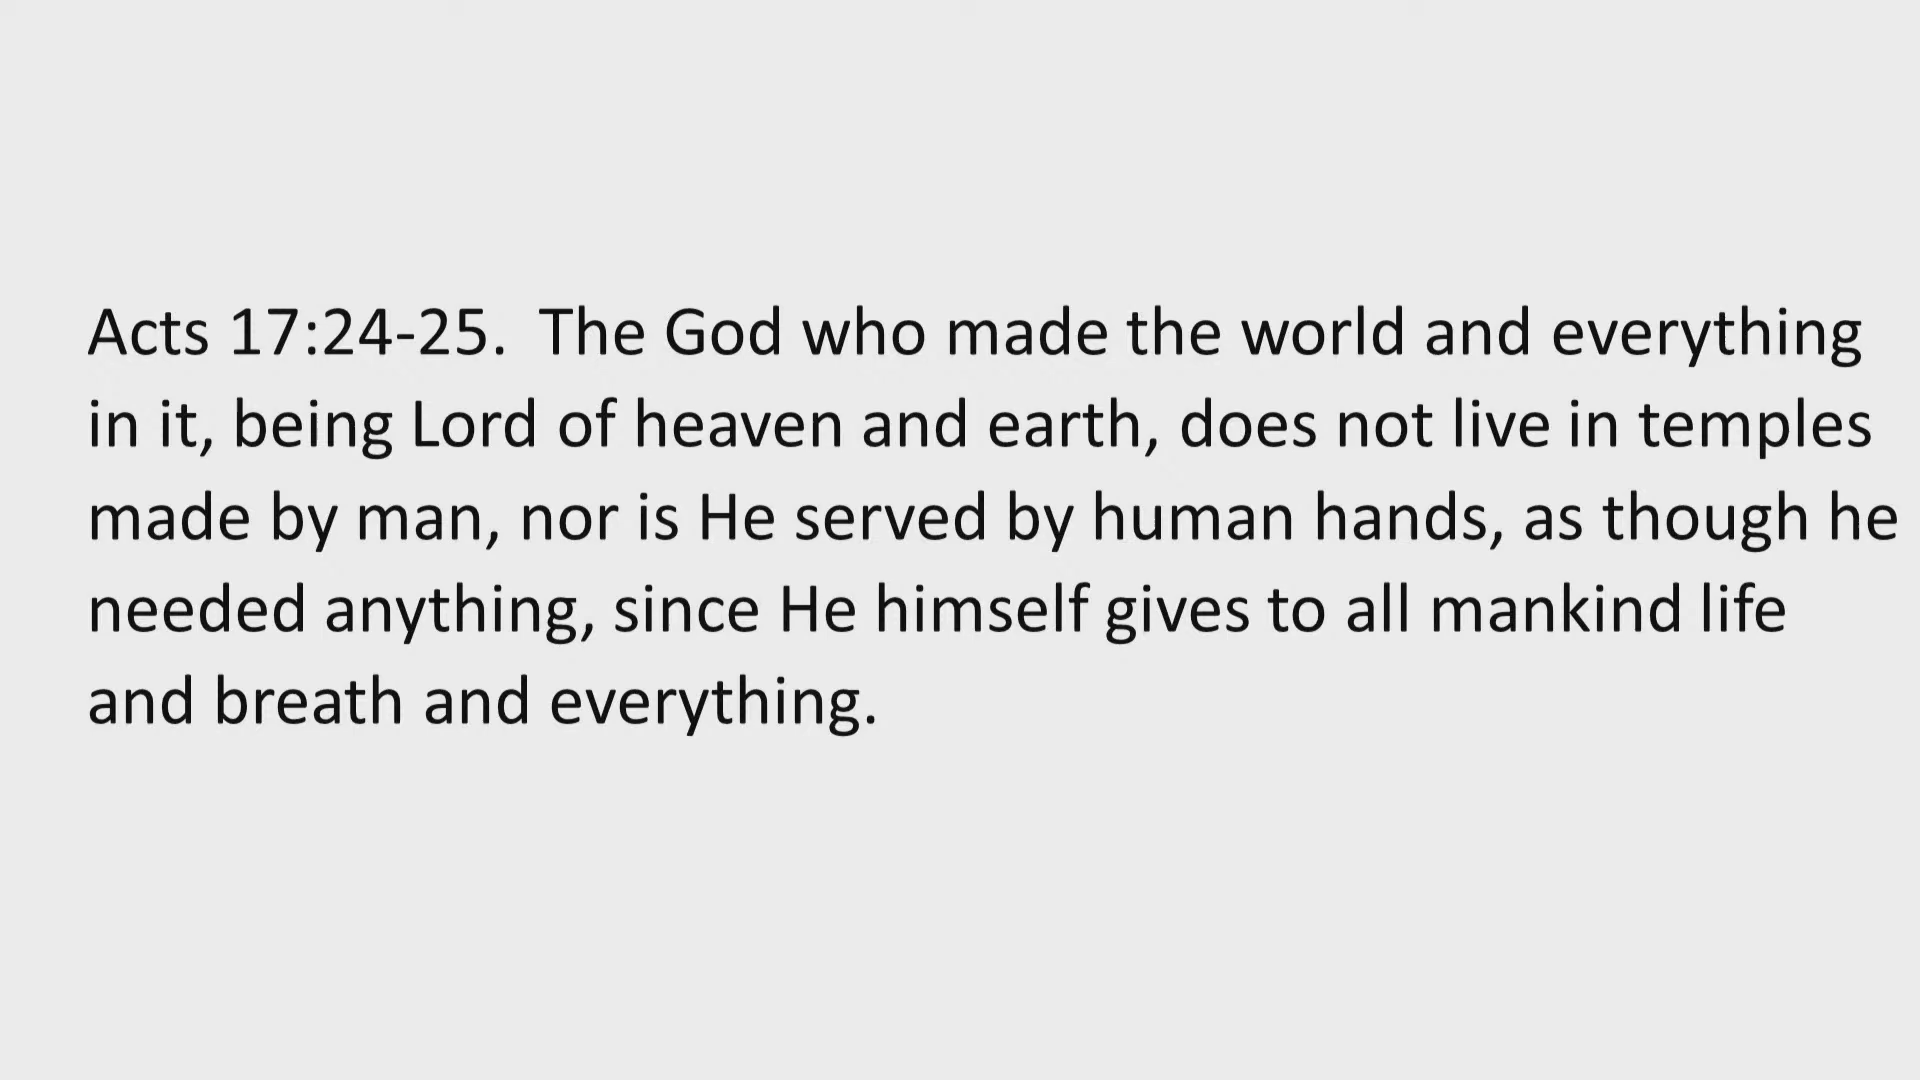 Acts 17:24-25.  The God who made the world and everything
in it, being Lord of heaven and earth, does not live in temples
made by man, nor is He served by human hands, as though he
needed anything, since He himself gives to all mankind life
and breath and everything.